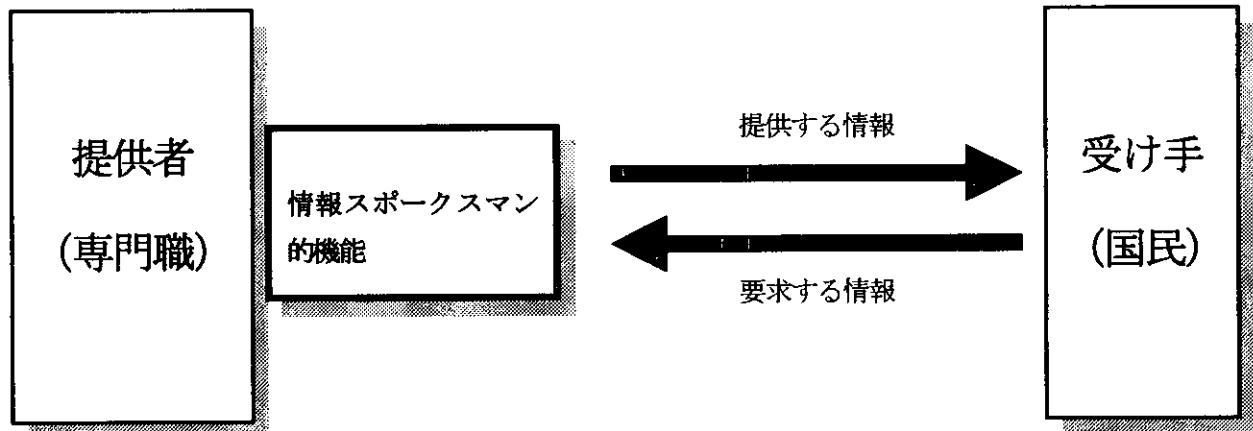 提供者
(専門職)
情報スポークスマン
的機能
提供する情報
要求する情報
受け手
(国民)